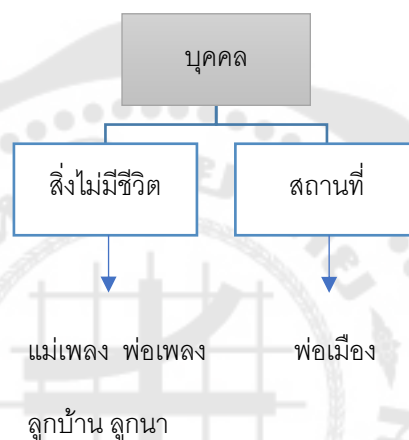 บุคคล
สิ่งไม่มีชีวิต
สถานที่
แม่เพลง พ่อเพลง
พ่อเมือง
ลูกบ้าน ลูกนา